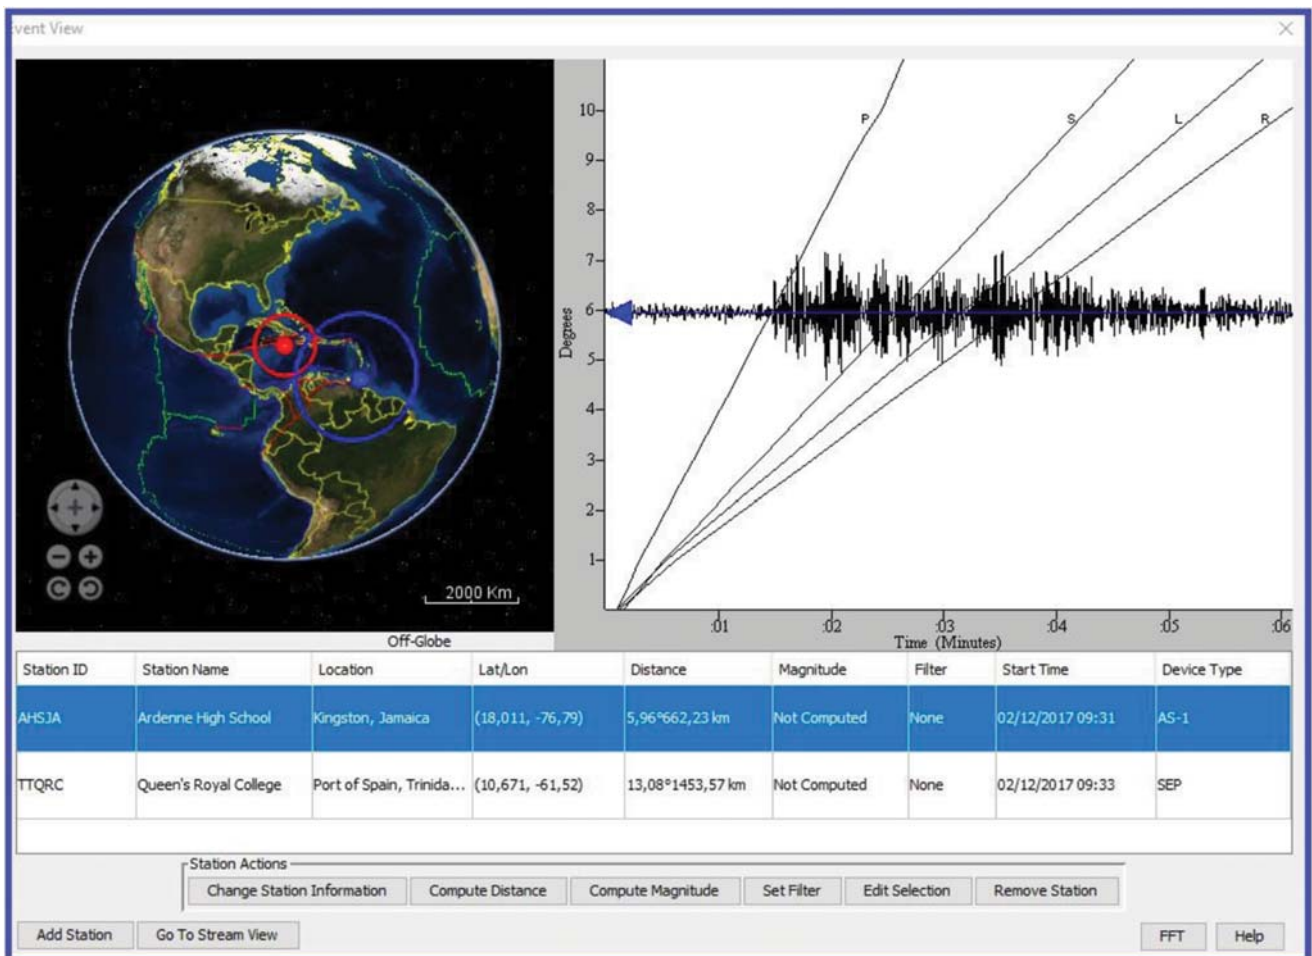 vent View
10
9
8
7
6
5
4
3
2
1
Degrees
P
S
L
R
2000 Km
Off-Globe
:01 :02 :03 :04 :05 :06
Time (Minutes)
Station ID Station Name Location Lat/Lon Distance Magnitude Filter Start Time Device Type
AHSJA Ardenne High School Kingston, Jamaica (18,011, -76,79) 5,96°662,23 km Not Computed None 02/12/2017 09:31 AS-1
TTQRC Queen's Royal College Port of Spain, Trinida... (10,671, -61,52) 13,08°1453,57 km Not Computed None 02/12/2017 09:33 SEP
Station Actions
Change Station Information Compute Distance Compute Magnitude Set Filter Edit Selection Remove Station
Add Station Go To Stream View FFT Help